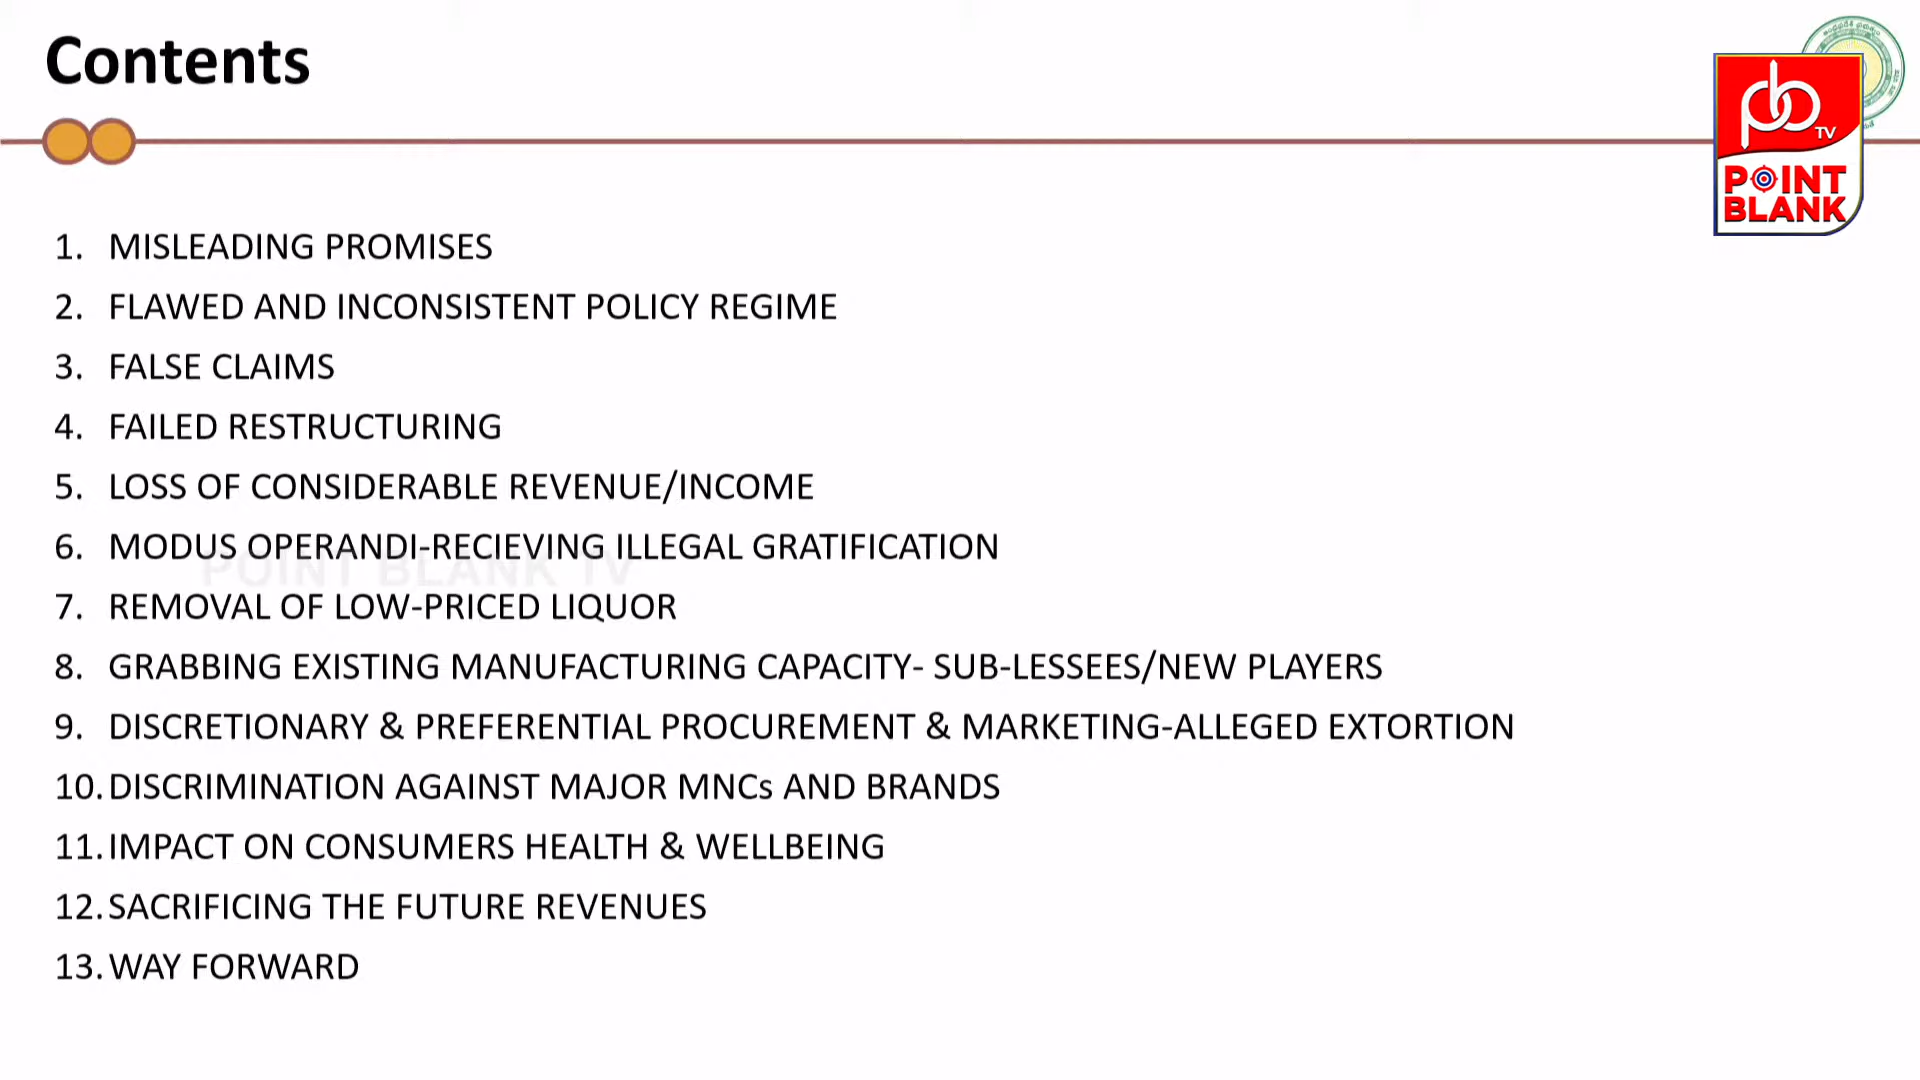 Contents
pb TV
POINT
BLANK
1. MISLEADING PROMISES
2. FLAWED AND INCONSISTENT POLICY REGIME
3. FALSE CLAIMS
4. FAILED RESTRUCTURING
5. LOSS OF CONSIDERABLE REVENUE/INCOME
6. MODUS OPERANDI-RECIEVING ILLEGAL GRATIFICATION
POINT BLANK TV
7. REMOVAL OF LOW-PRICED LIQUOR
8. GRABBING EXISTING MANUFACTURING CAPACITY- SUB-LESSEES/NEW PLAYERS
9. DISCRETIONARY & PREFERENTIAL PROCUREMENT & MARKETING-ALLEGED EXTORTION
10. DISCRIMINATION AGAINST MAJOR MNCs AND BRANDS
11. IMPACT ON CONSUMERS HEALTH & WELLBEING
12. SACRIFICING THE FUTURE REVENUES
13. WAY FORWARD